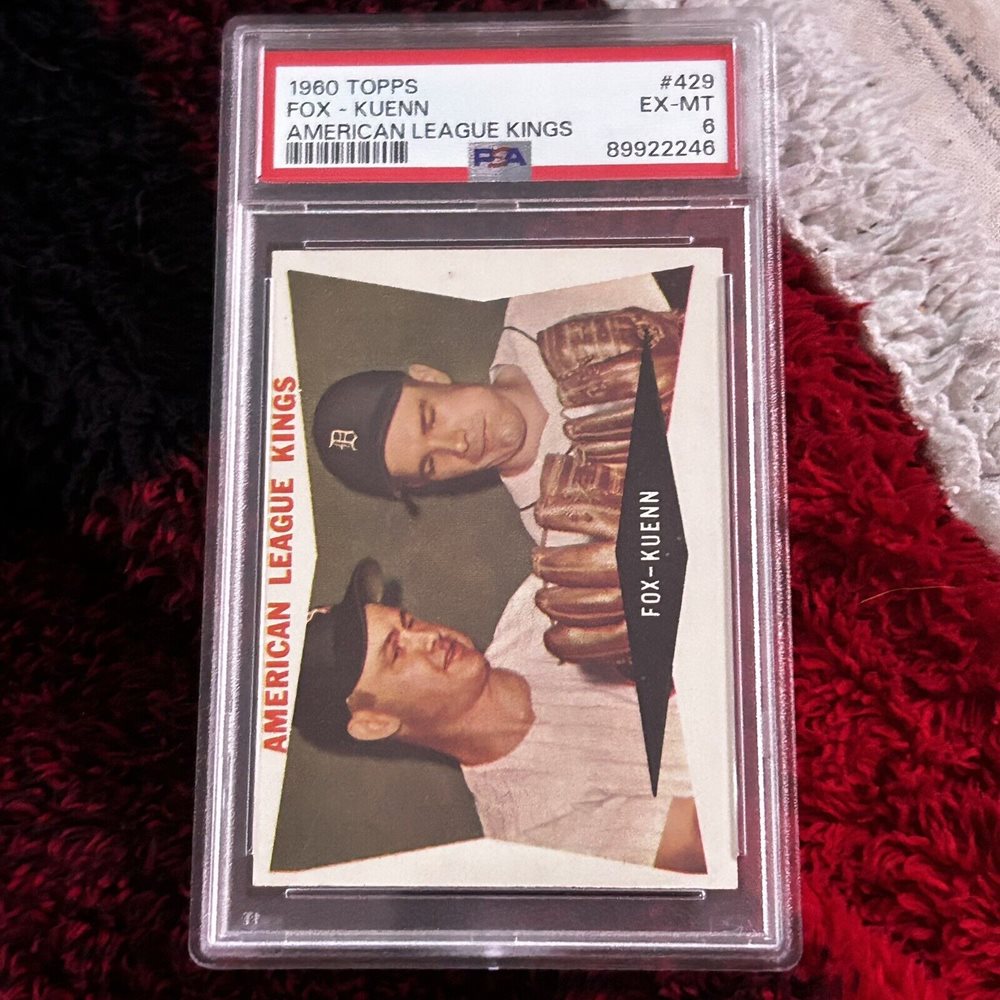 1960 TOPPS #429
FOX - KUENN EX-MT
AMERICAN LEAGUE KINGS 6
PSA 89922246
AMERICAN LEAGUE KINGS
D
FOX-KUENN